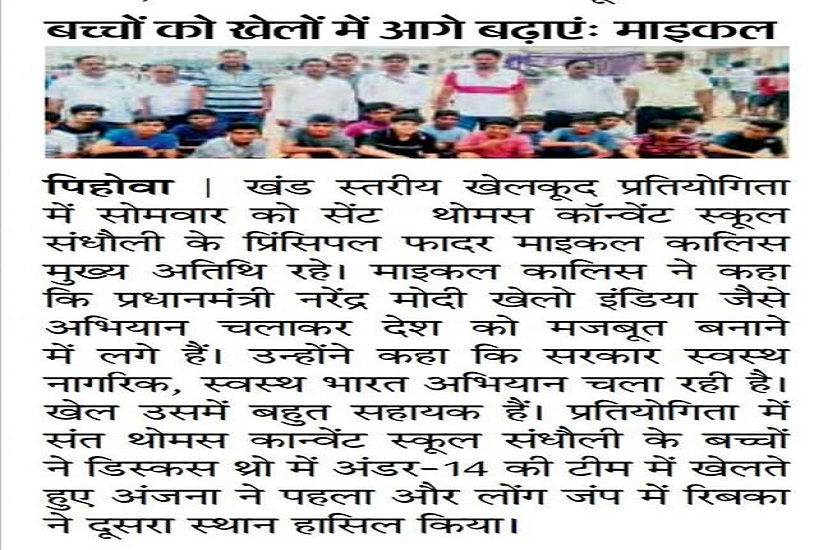 बच्चों को खेलों में आगे बढ़ाएंः माइकल
पिहोवा | खंड स्तरीय खेलकूद प्रतियोगिता
में सोमवार को सेंट थोमस कॉन्वेंट स्कूल
संधौली के प्रिंसिपल फादर माइकल कालिस
मुख्य अतिथि रहे। माइकल कालिस ने कहा
कि प्रधानमंत्री नरेंद्र मोदी खेलो इंडिया जैसे
अभियान चलाकर देश को मजबूत बनाने
में लगे हैं। उन्होंने कहा कि सरकार स्वस्थ
नागरिक, स्वस्थ भारत अभियान चला रही है।
खेल उसमें बहुत सहायक हैं। प्रतियोगिता में
संत थोमस कान्वेंट स्कूल संधौली के बच्चों
ने डिस्कस थ्रो में अंडर-14 की टीम में खेलते
हुए अंजना ने पहला और लोंग जंप में रिबका
ने दूसरा स्थान हासिल किया।